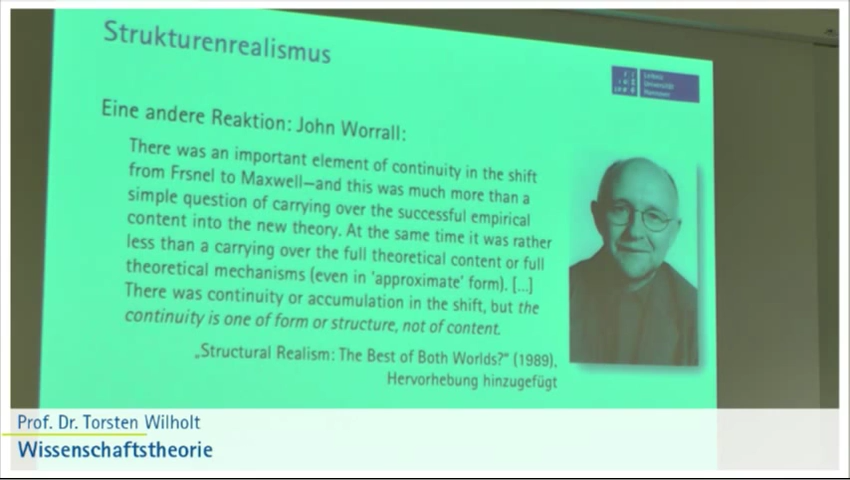 Strukturenrealismus
Leibniz
Universität
Hannover
Eine andere Reaktion: John Worrall:
There was an important element of continuity in the shift
from Frsnel to Maxwell—and this was much more than a
simple question of carrying over the successful empirical
content into the new theory. At the same time it was rather
less than a carrying over the full theoretical content or full
theoretical mechanisms (even in 'approximate' form). [...]
There was continuity or accumulation in the shift, but the
continuity is one of form or structure, not of content.
„Structural Realism: The Best of Both Worlds?" (1989),
Hervorhebung hinzugefügt
Prof. Dr. Torsten Wilholt
Wissenschaftstheorie